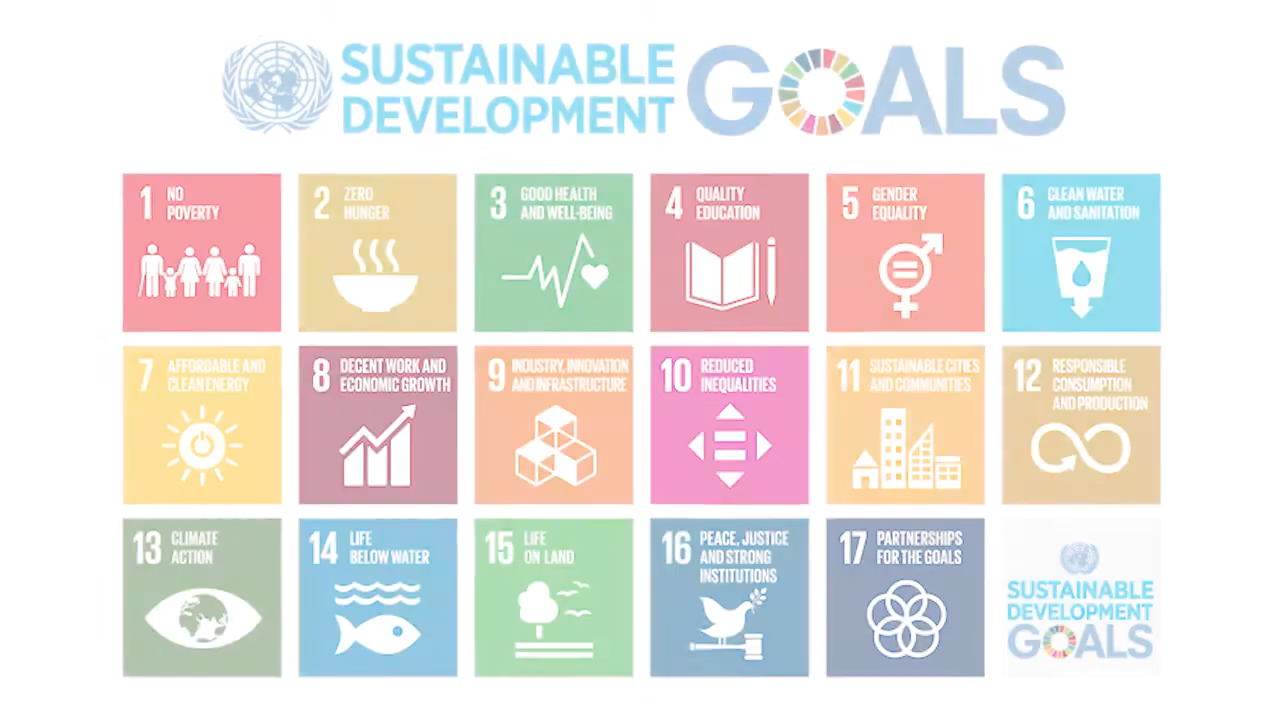 SUSTAINABLE
DEVELOPMENT
GOALS
1 NO
POVERTY
2 ZERO
HUNGER
3 GOOD HEALTH
AND WELL-BEING
4 QUALITY
EDUCATION
5 GENDER
EQUALITY
6 CLEAN WATER
AND SANITATION
7 AFFORDABLE AND
CLEAN ENERGY
8 DECENT WORK AND
ECONOMIC GROWTH
9 INDUSTRY, INNOVATION
AND INFRASTRUCTURE
10 REDUCED
INEQUALITIES
11 SUSTAINABLE CITIES
AND COMMUNITIES
12 RESPONSIBLE
CONSUMPTION
AND PRODUCTION
13 CLIMATE
ACTION
14 LIFE
BELOW WATER
15 LIFE
ON LAND
16 PEACE, JUSTICE
AND STRONG
INSTITUTIONS
17 PARTNERSHIPS
FOR THE GOALS
SUSTAINABLE
DEVELOPMENT
GOALS